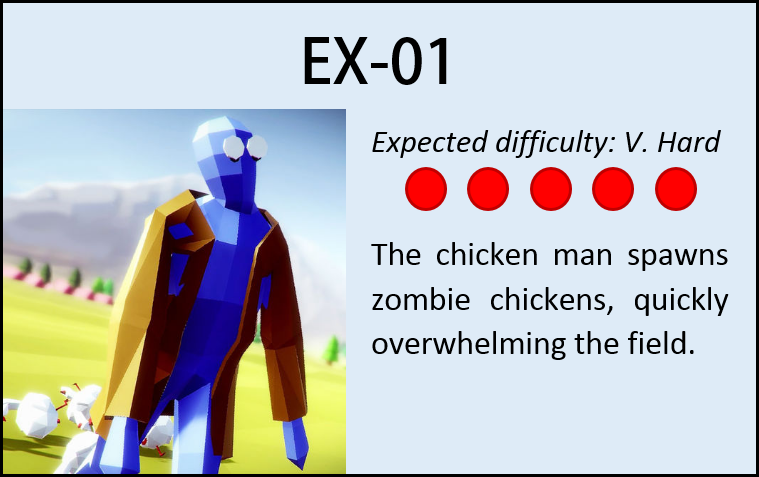 EX-01
Expected difficulty: V. Hard
The chicken man spawns
zombie chickens, quickly
overwhelming the field.